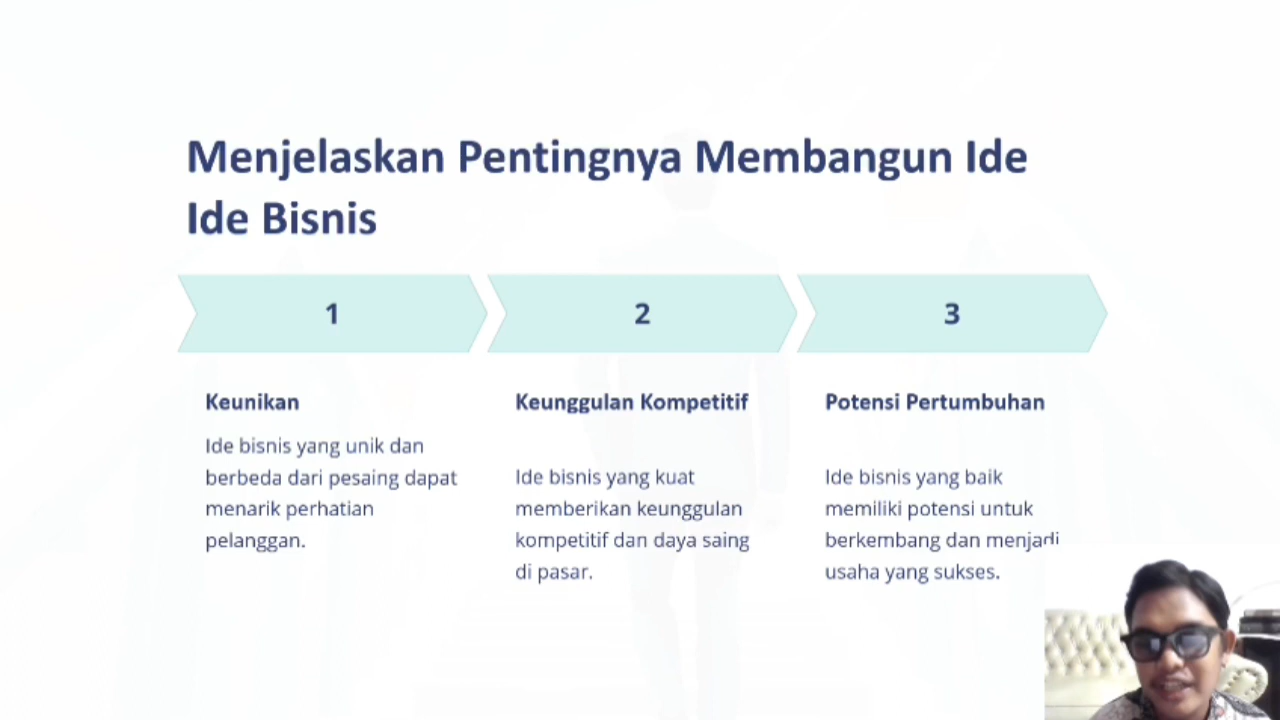 Menjelaskan Pentingnya Membangun Ide
Ide Bisnis
1
2
3
Keunikan
Ide bisnis yang unik dan
berbeda dari pesaing dapat
menarik perhatian
pelanggan.
Keunggulan Kompetitif
Ide bisnis yang kuat
memberikan keunggulan
kompetitif dan daya saing
di pasar.
Potensi Pertumbuhan
Ide bisnis yang baik
memiliki potensi untuk
berkembang dan menjadi
usaha yang sukses.